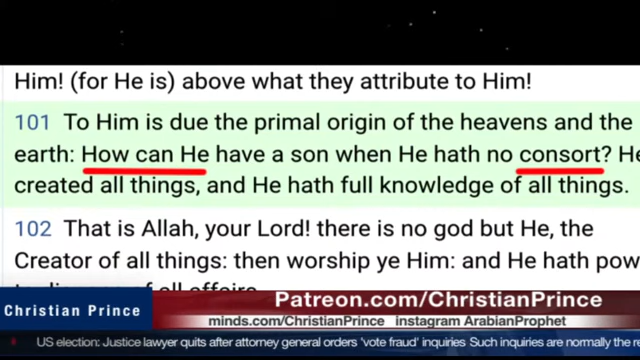 Him! (for He is) above what they attribute to Him!
101 To Him is due the primal origin of the heavens and the
earth: How can He have a son when He hath no consort? He
created all things, and He hath full knowledge of all things.
102 That is Allah, your Lord! there is no god but He, the
Creator of all things: then worship ye Him: and He hath pow
of all affairs
Christian Prince
Patreon.com/ChristianPrince
minds.com/ChristianPrince instagram ArabianProphet
US election: Justice lawyer quits after attorney general orders 'vote fraud' inquiries Such inquiries are normally the re